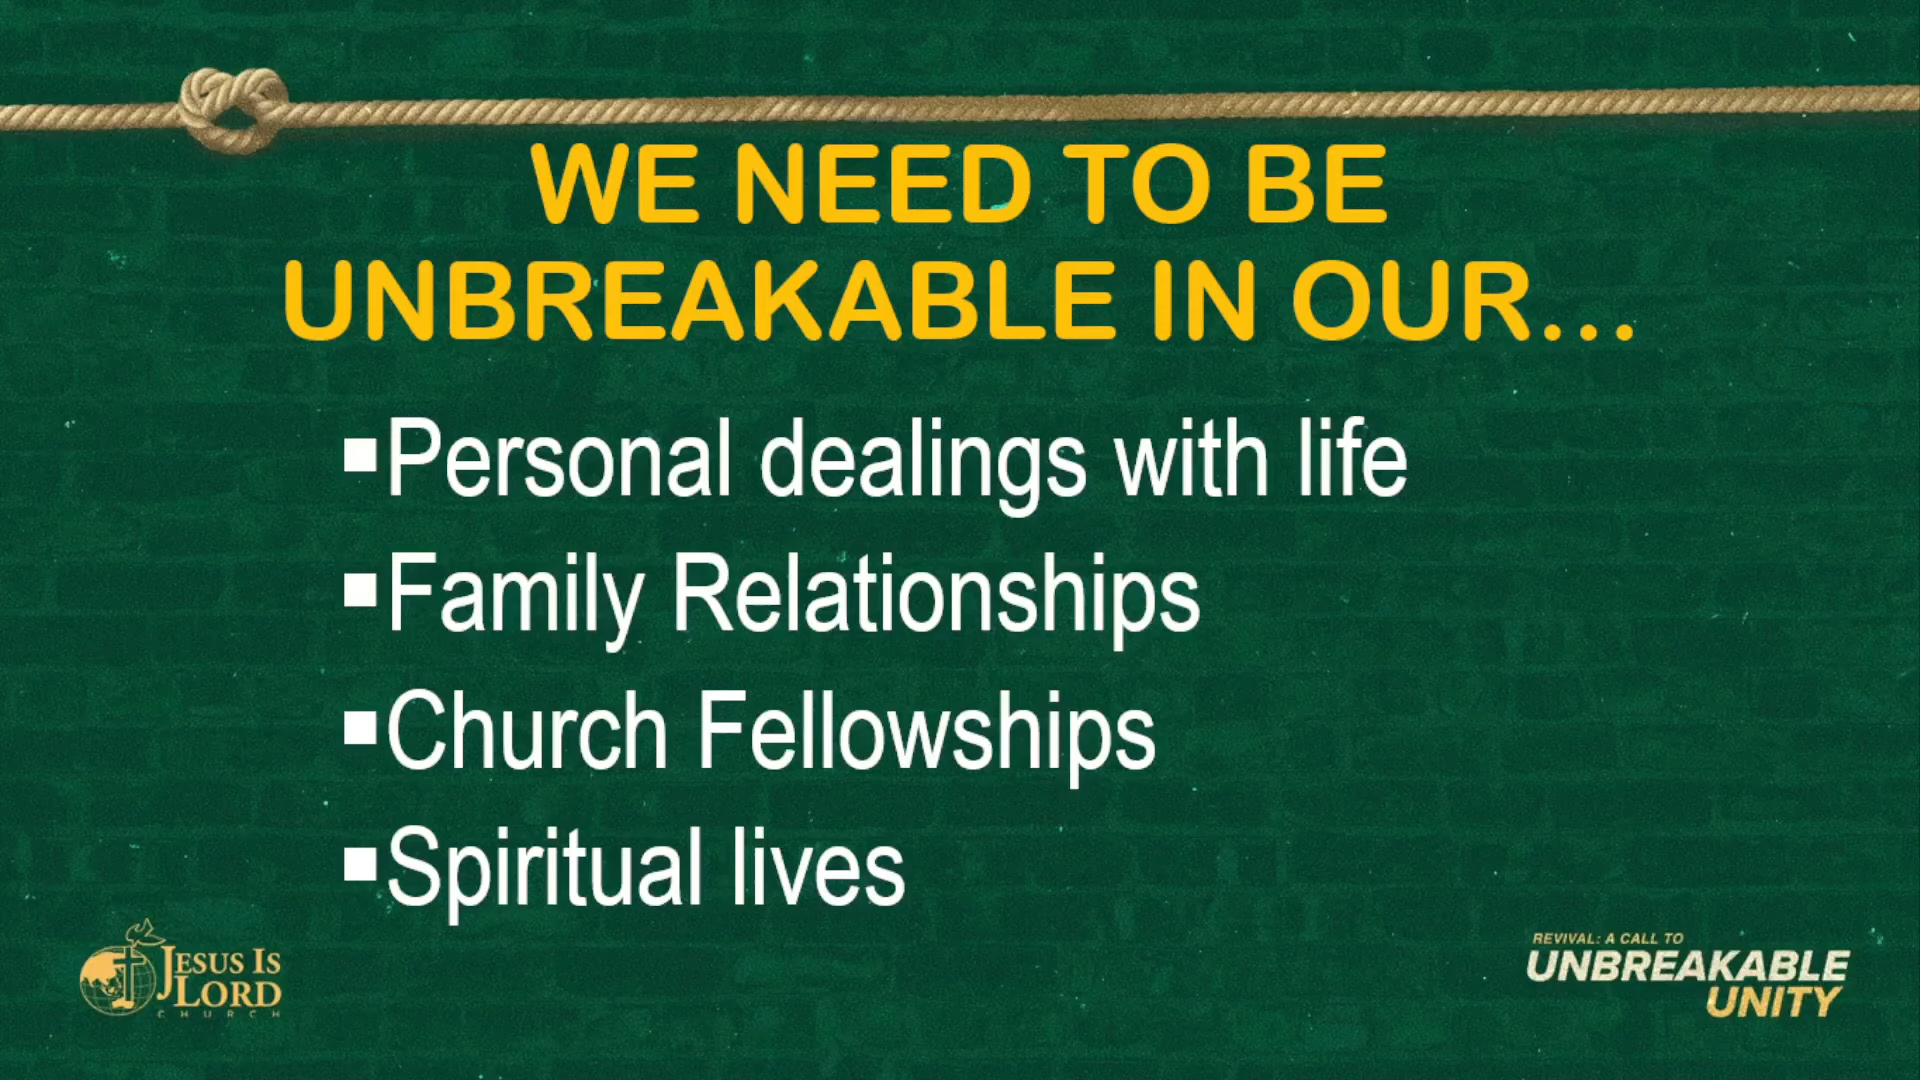 WE NEED TO BE
UNBREAKABLE IN OUR...
▪Personal dealings with life
▪Family Relationships
▪Church Fellowships
▪Spiritual lives
JESUS IS
LORD
CHURCH
REVIVAL: A CALL TO
UNBREAKABLE
UNITY